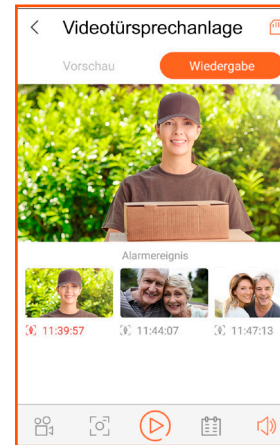 Videotürsprechanlage
Vorschau
Wiedergabe
Alarmereignis
11:39:57
11:44:07
11:47:13